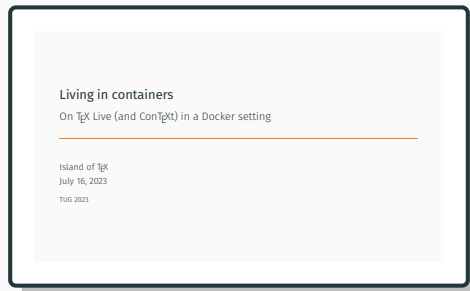 Living in containers
On TeX Live (and ConTeXt) in a Docker setting
Island of TeX
July 16, 2023
TUG 2023